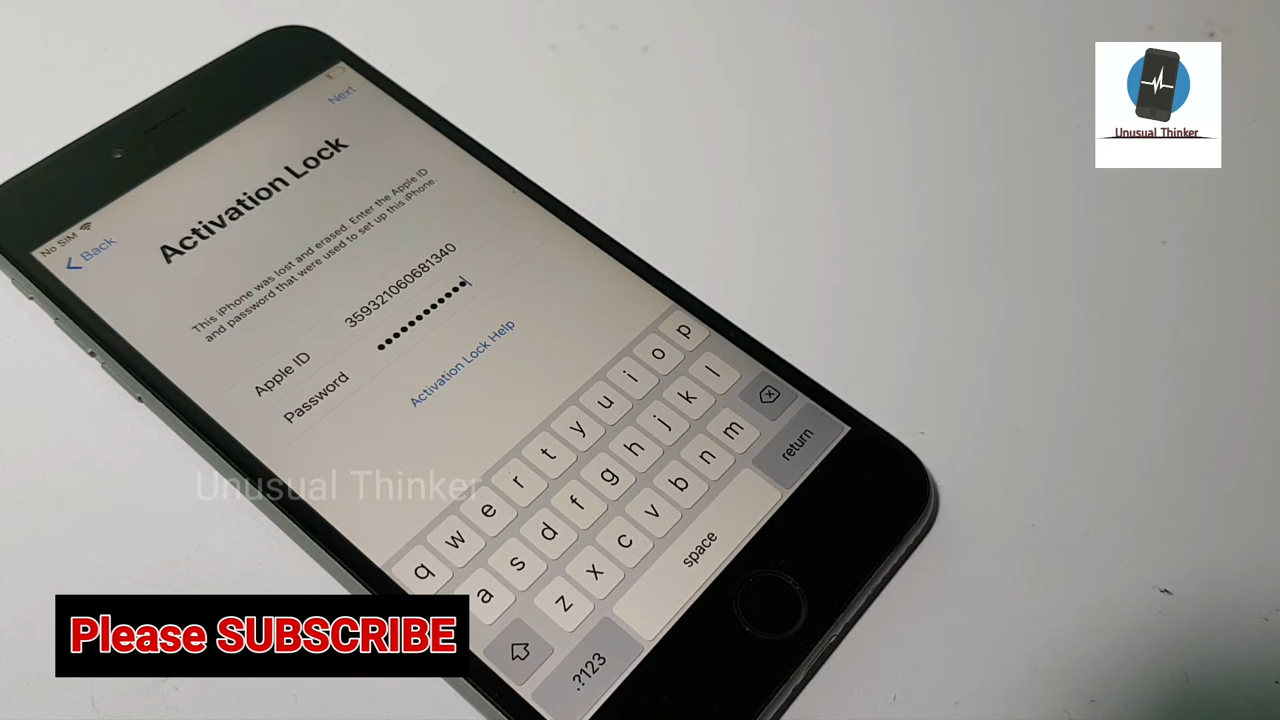 No SIM
Next
Back
Activation Lock
This iPhone was lost and erased. Enter the Apple ID
and password that were used to set up this iPhone.
Apple ID 359321060681340
Password ••••••••••••
Activation Lock Help
q w e r t y u i o p
a s d f g h j k l
z x c v b n m
.?123 space return
Unusual Thinker
Unusual Thinker
Please SUBSCRIBE